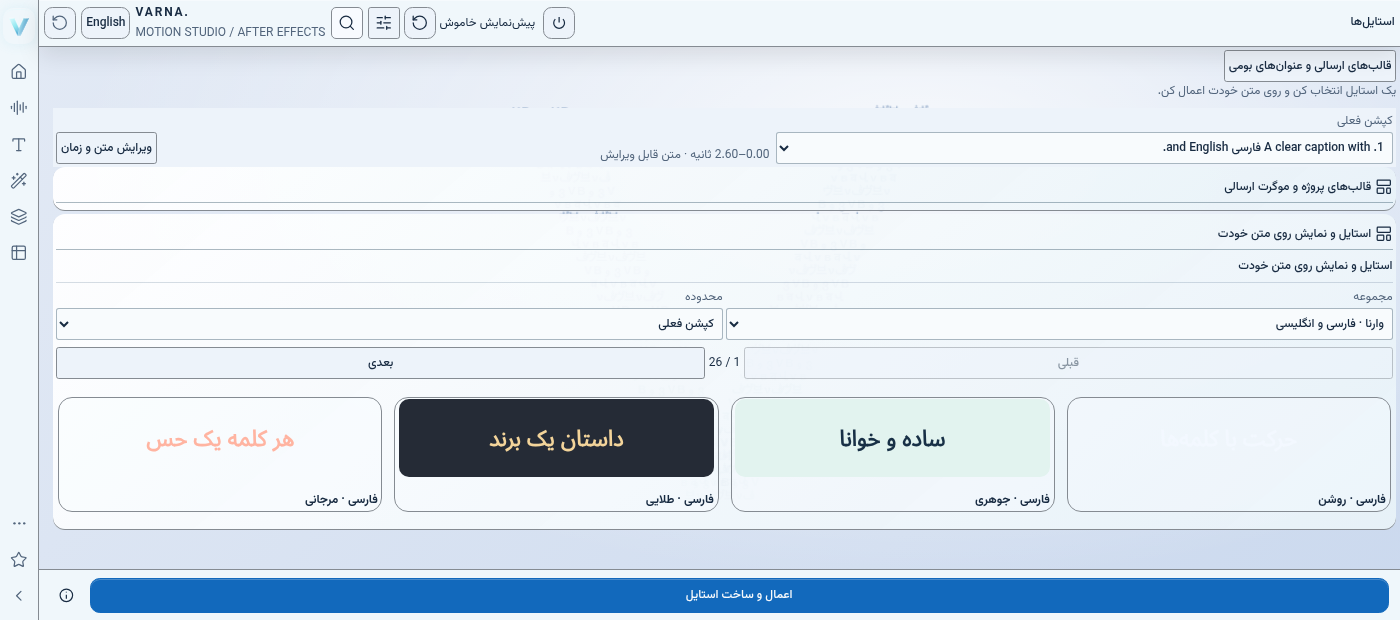 استایل‌ها
پیش‌نمایش خاموش
VARNA.
MOTION STUDIO / AFTER EFFECTS
English
قالب‌های ارسالی و عنوان‌های بومی
یک استایل انتخاب کن و روی متن خودت اعمال کن.
کپشن فعلی
1. A clear caption with فارسی and English.
0.00–2.60 ثانیه · متن قابل ویرایش
ویرایش متن و زمان
قالب‌های پروژه و موگرت ارسالی
استایل و نمایش روی متن خودت
استایل و نمایش روی متن خودت
مجموعه
محدوده
وارنا · فارسی و انگلیسی
کپشن فعلی
قبلی
1 / 26
بعدی
ساده و خوانا
داستان یک برند
هر کلمه یک حس
فارسی · روشن
فارسی · جوهری
فارسی · طلایی
فارسی · مرجانی
اعمال و ساخت استایل